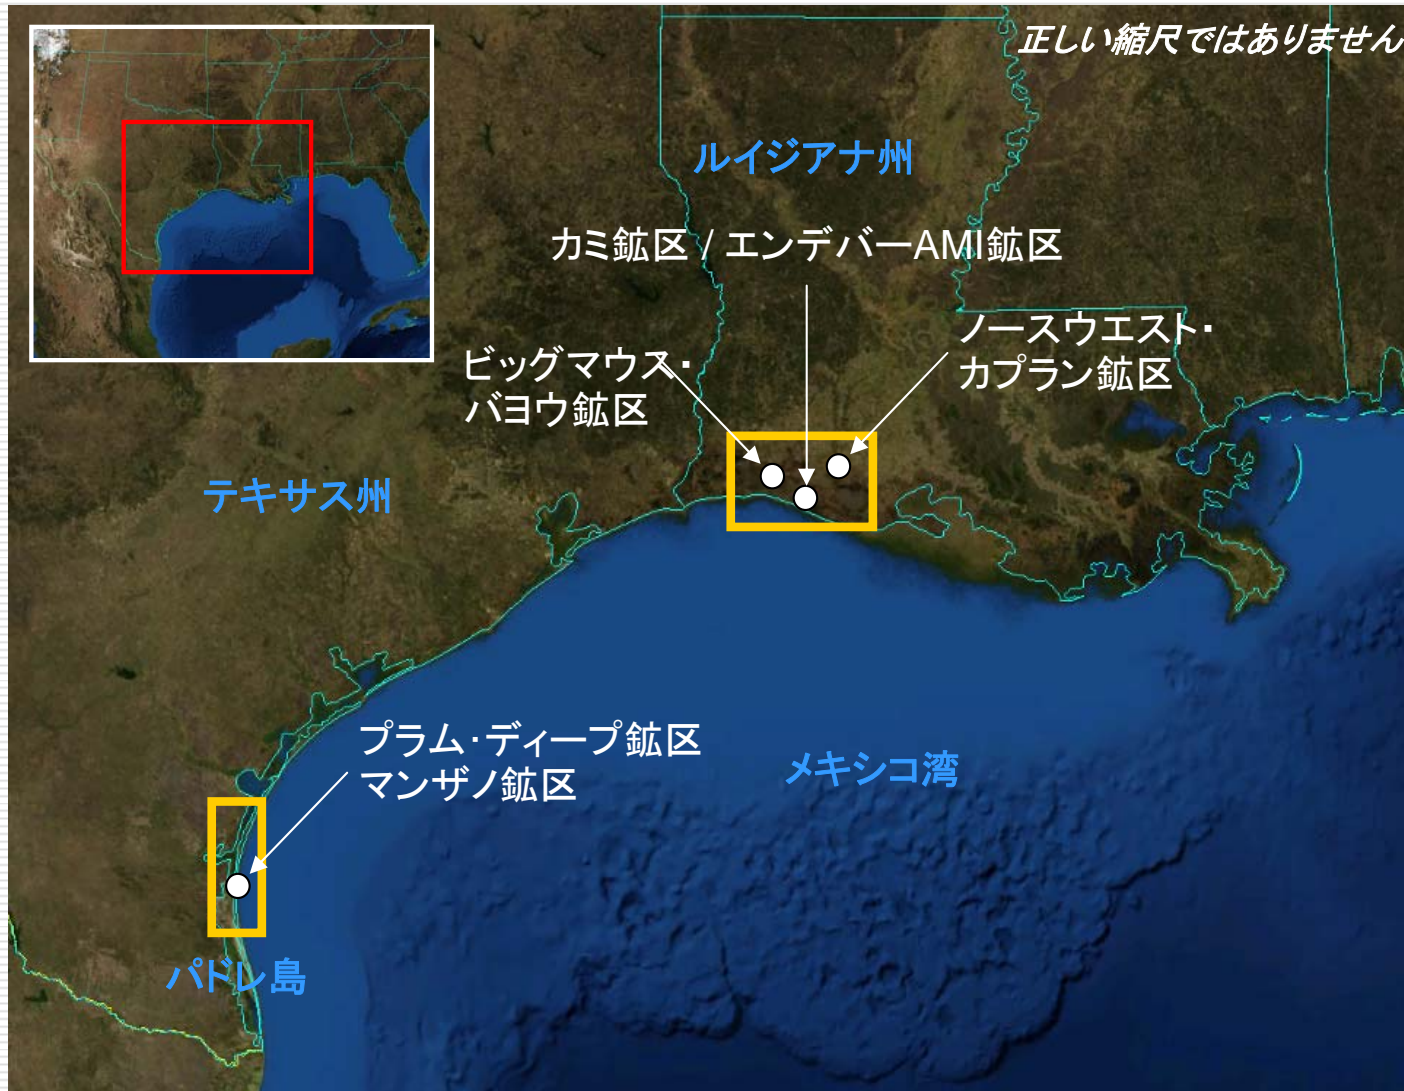 正しい縮尺ではありません
ルイジアナ州
カミ鉱区 / エンデバーAMI鉱区
ノースウエスト・
カプラン鉱区
ビッグマウス・
バヨウ鉱区
テキサス州
プラム・ディープ鉱区
マンザノ鉱区
メキシコ湾
パドレ島